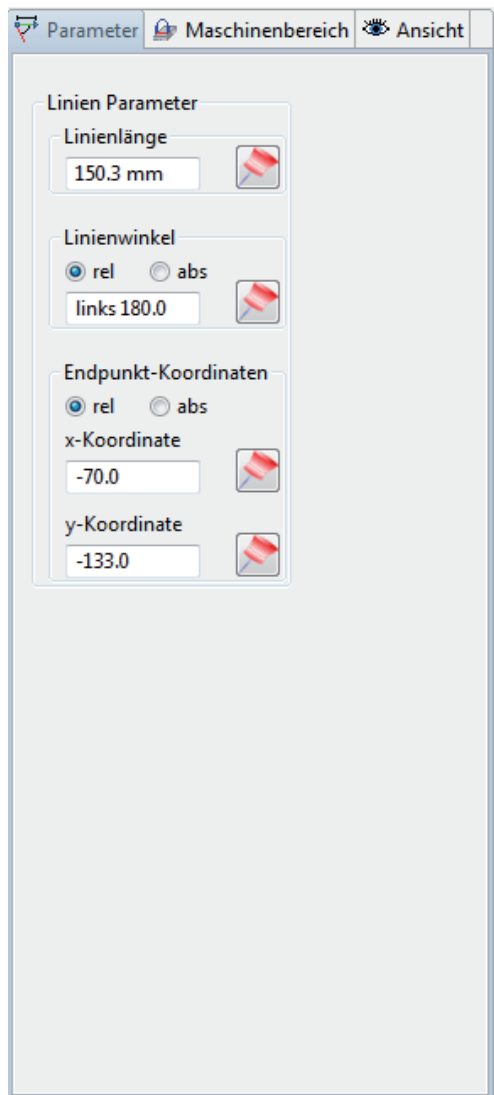 Parameter Maschinenbereich Ansicht
Linien Parameter
Linienlänge
150.3 mm
Linienwinkel
rel abs
links 180.0
Endpunkt-Koordinaten
rel abs
x-Koordinate
-70.0
y-Koordinate
-133.0